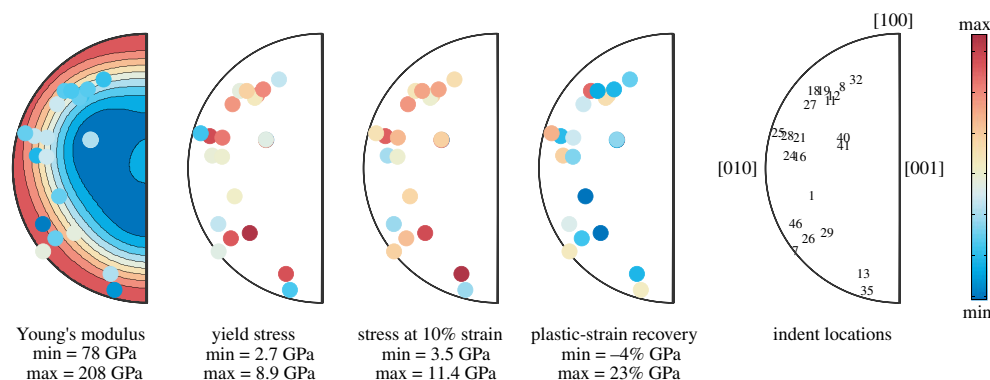 [100]
max
32
8
18
19
12
11
27
25
28
21
40
41
24
16
[010]
[001]
1
46
29
26
7
13
35
min
Young's modulus
min = 78 GPa
max = 208 GPa
yield stress
min = 2.7 GPa
max = 8.9 GPa
stress at 10% strain
min = 3.5 GPa
max = 11.4 GPa
plastic-strain recovery
min = –4% GPa
max = 23% GPa
indent locations